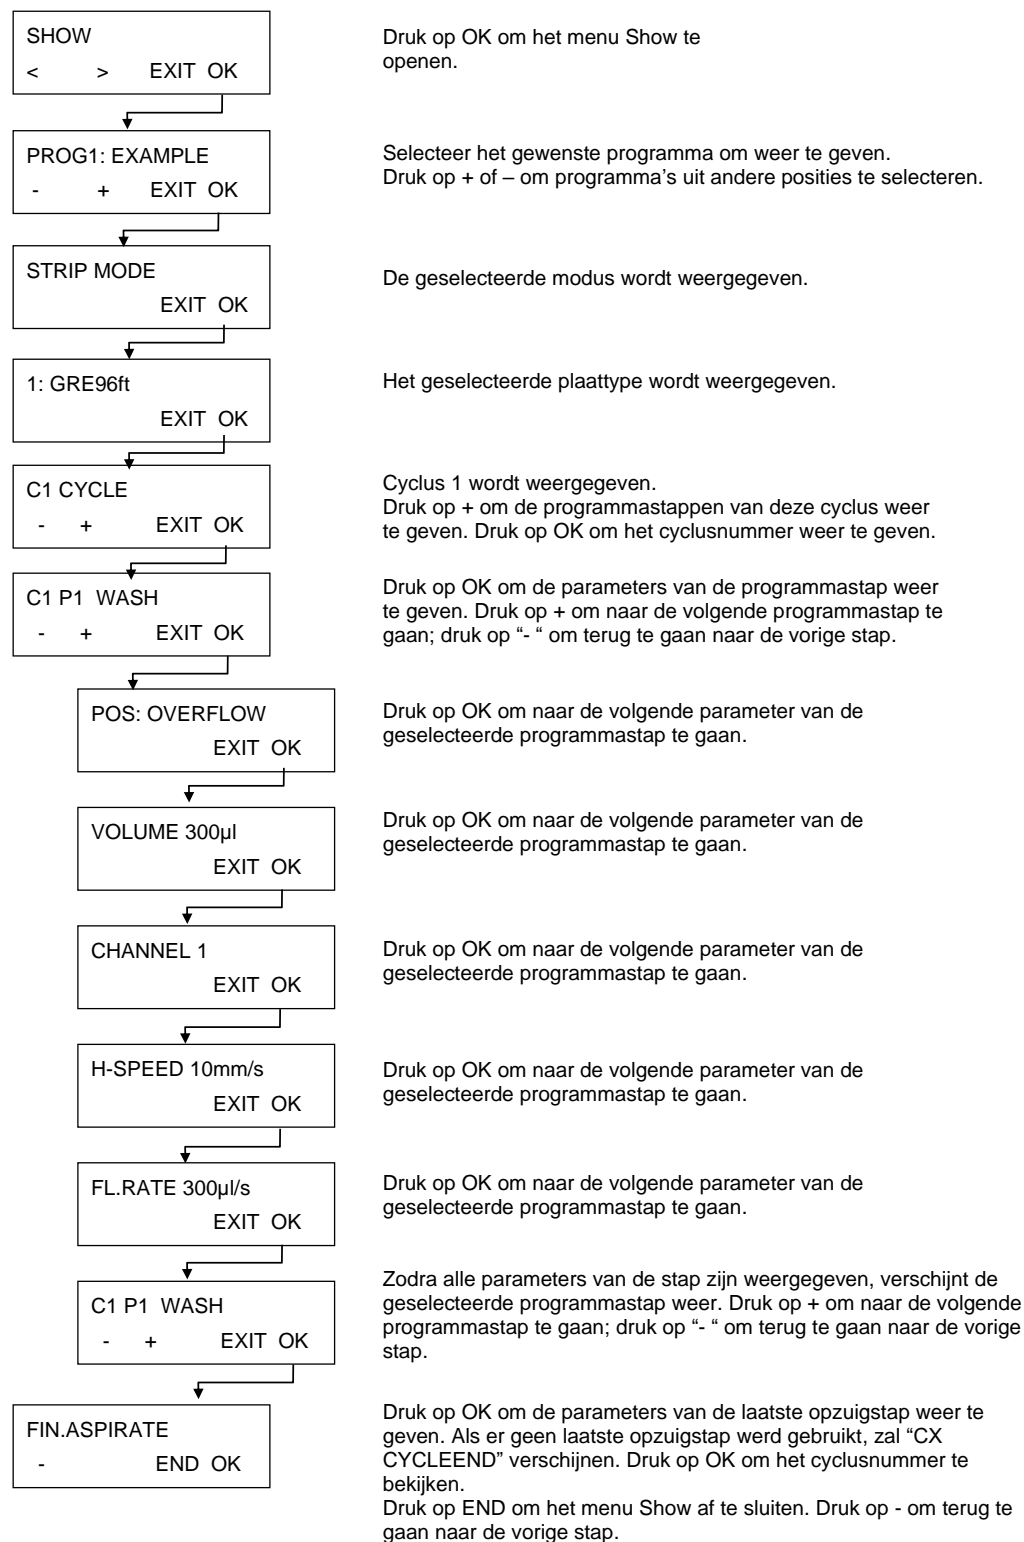 SHOW
< > EXIT OK
Druk op OK om het menu Show te
openen.
PROG1: EXAMPLE
- + EXIT OK
Selecteer het gewenste programma om weer te geven.
Druk op + of – om programma’s uit andere posities te selecteren.
STRIP MODE
EXIT OK
De geselecteerde modus wordt weergegeven.
1: GRE96ft
EXIT OK
Het geselecteerde plaattype wordt weergegeven.
C1 CYCLE
- + EXIT OK
Cyclus 1 wordt weergegeven.
Druk op + om de programmastappen van deze cyclus weer
te geven. Druk op OK om het cyclusnummer weer te geven.
C1 P1 WASH
- + EXIT OK
Druk op OK om de parameters van de programmastap weer
te geven. Druk op + om naar de volgende programmastap te
gaan; druk op “- “ om terug te gaan naar de vorige stap.
POS: OVERFLOW
EXIT OK
Druk op OK om naar de volgende parameter van de
geselecteerde programmastap te gaan.
VOLUME 300µl
EXIT OK
Druk op OK om naar de volgende parameter van de
geselecteerde programmastap te gaan.
CHANNEL 1
EXIT OK
Druk op OK om naar de volgende parameter van de
geselecteerde programmastap te gaan.
H-SPEED 10mm/s
EXIT OK
Druk op OK om naar de volgende parameter van de
geselecteerde programmastap te gaan.
FL.RATE 300µl/s
EXIT OK
Druk op OK om naar de volgende parameter van de
geselecteerde programmastap te gaan.
C1 P1 WASH
- + EXIT OK
Zodra alle parameters van de stap zijn weergegeven, verschijnt de
geselecteerde programmastap weer. Druk op + om naar de volgende
programmastap te gaan; druk op “- “ om terug te gaan naar de vorige
stap.
FIN.ASPIRATE
- END OK
Druk op OK om de parameters van de laatste opzuigstap weer te
geven. Als er geen laatste opzuigstap werd gebruikt, zal “CX
CYCLEEND” verschijnen. Druk op OK om het cyclusnummer te
bekijken.
Druk op END om het menu Show af te sluiten. Druk op - om terug te
gaan naar de vorige stap.